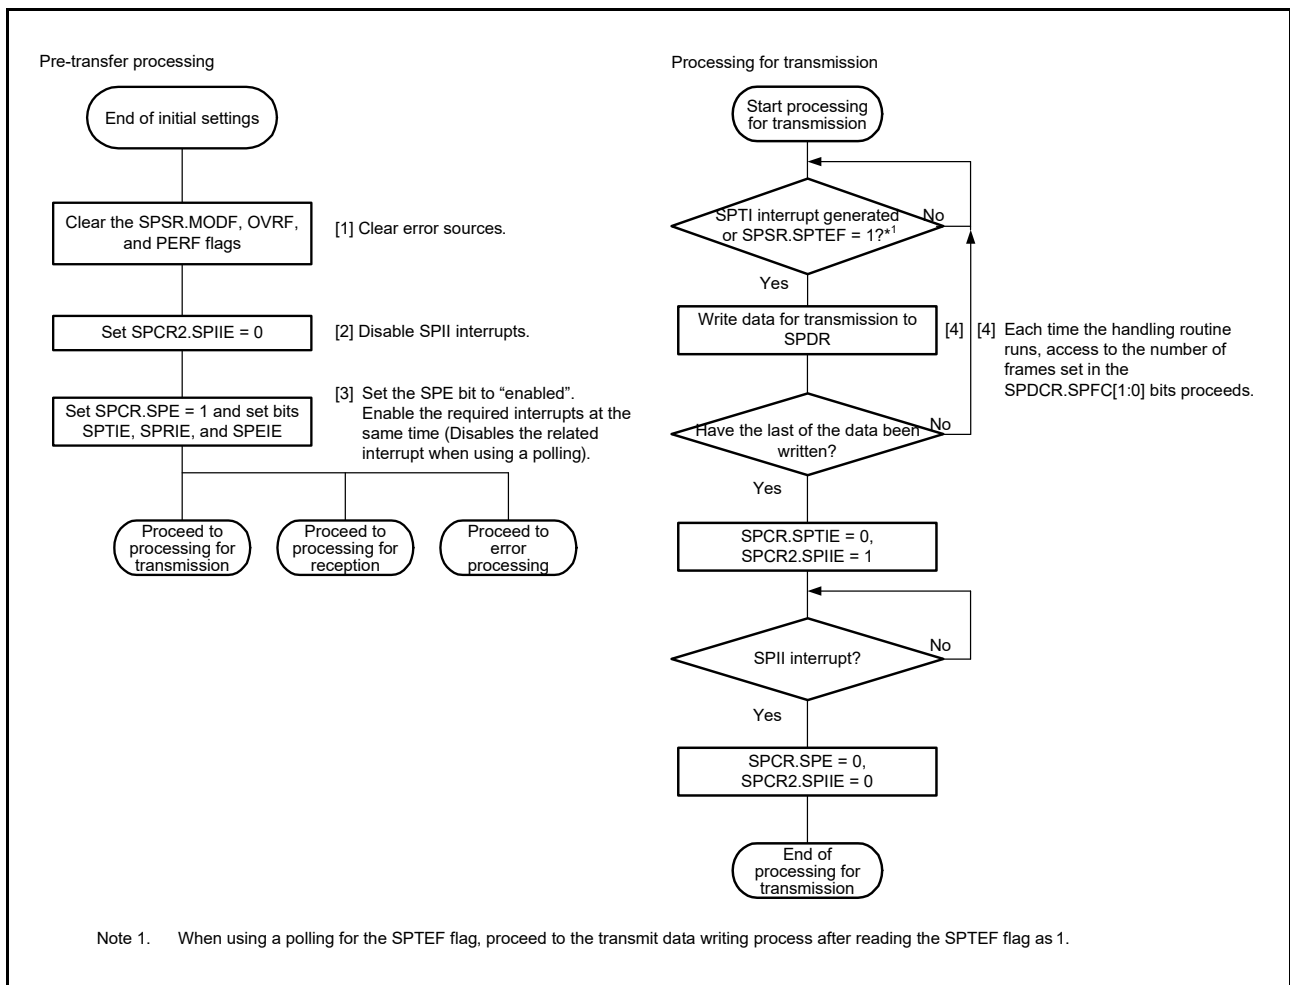 Pre-transfer processing
End of initial settings
Clear the SPSR.MODF, OVRF,
and PERF flags
[1] Clear error sources.
Set SPCR2.SPIIE = 0
[2] Disable SPII interrupts.
Set SPCR.SPE = 1 and set bits
SPTIE, SPRIE, and SPEIE
[3] Set the SPE bit to “enabled”.
Enable the required interrupts at the
same time (Disables the related
interrupt when using a polling).
Proceed to
processing for
transmission
Proceed to
processing for
reception
Proceed to
error
processing
Processing for transmission
Start processing
for transmission
SPTI interrupt generated
or SPSR.SPTEF = 1?*1
No
Yes
Write data for transmission to
SPDR
[4]
[4] Each time the handling routine
runs, access to the number of
frames set in the
SPDCR.SPFC[1:0] bits proceeds.
Have the last of the data been
written?
No
Yes
SPCR.SPTIE = 0,
SPCR2.SPIIE = 1
SPII interrupt?
No
Yes
SPCR.SPE = 0,
SPCR2.SPIIE = 0
End of
processing for
transmission
Note 1. When using a polling for the SPTEF flag, proceed to the transmit data writing process after reading the SPTEF flag as 1.